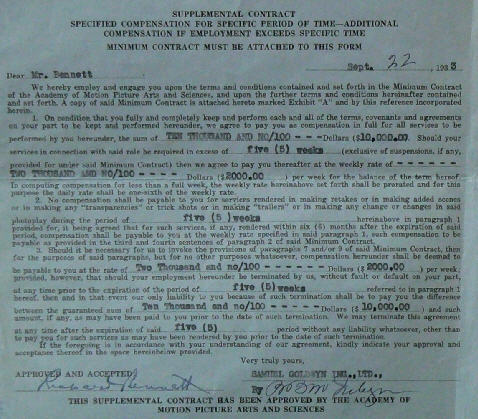 SUPPLEMENTAL CONTRACT
SPECIFIED COMPENSATION FOR SPECIFIC PERIOD OF TIME—ADDITIONAL
COMPENSATION IF EMPLOYMENT EXCEEDS SPECIFIC TIME
MINIMUM CONTRACT MUST BE ATTACHED TO THIS FORM
Sept. 22, 1933
Dear Mr. Bennett
We hereby employ and engage you upon the terms and conditions contained and set forth in the Minimum Contract
of the Academy of Motion Picture Arts and Sciences, and upon the further terms and conditions hereinafter contained
and set forth. A copy of said Minimum Contract is attached hereto marked Exhibit "A" and by this reference incorporated
herein.
1. On condition that you fully and completely keep and perform each and all of the terms, covenants and agreements
on your part to be kept and performed hereunder, we agree to pay you as compensation in full for all services to be
performed by you hereunder, the sum of TEN THOUSAND AND NO/100 - - - -Dollars ($10,000.00. Should your
services in connection with said role be required in excess of five (5) weeks (exclusive of suspensions, if any,
provided for under said Minimum Contract) then we agree to pay you thereafter at the weekly rate of - - - - - -
TWO THOUSAND AND NO/100 - - - - Dollars ($2000.00 ) per week for the balance of the term hereof.
In computing compensation for less than a full week, the weekly rate hereinabove set forth shall be prorated and for this
purpose the daily rate shall be one-sixth of the weekly rate.
2. No compensation shall be payable to you for services rendered in making retakes or in making added scenes
or in making any "transparencies" or trick shots or in making "trailers" or in making any change or changes in said
photoplay during the period of five (5 )weeks hereinabove in paragraph 1
provided for, it being agreed that for such services, if any, rendered within six (6) months after the expiration of said
period, compensation shall be payable to you at the weekly rate specified in said paragraph 1, such compensation to be
payable as provided in the third and fourth sentences of paragraph 2 of said Minimum Contract.
3. Should it be necessary for us to invoke the provisions of paragraphs 7 and/or 9 of said Minimum Contract, then
for the purposes of said paragraphs, but for no other purposes whatsoever, compensation hereunder shall be deemed to
be payable to you at the rate of Two Thousand and no/100 - - - - - Dollars ($2000.00 per week;
provided, however, that should your employment hereunder be terminated by us, without fault or default on your part,
at any time prior to the expiration of the period of five (5)weeks referred to in paragraph 1
hereof, then and in that event our only liability to you because of such termination shall be to pay you the difference
between the guaranteed sum of Ten Thousand and no/100 - - - - - Dollars ($ 10,000.00 ) and such
amount, if any, as may have been paid to you prior to the date of such termination. We may terminate this agreement
at any time after the expiration of said five (5) period without any liability whatsoever, other than
to pay you for such services as may have been rendered by you prior to the date of such termination.
If the foregoing is in accordance with your understanding of our agreement, kindly indicate your approval and
acceptance thereof in the space hereinbelow provided.
Very truly yours,
APPROVED AND ACCEPTED: SAMUEL GOLDWYN INC.,LTD.,
Richard Bennett By
THIS SUPPLEMENTAL CONTRACT HAS BEEN APPROVED BY THE ACADEMY OF
MOTION PICTURE ARTS AND SCIENCES